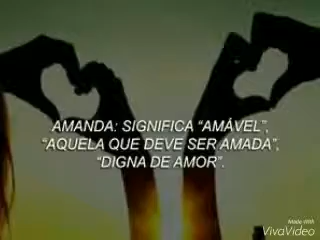 AMANDA: SIGNIFICA “AMÁVEL”,
“AQUELA QUE DEVE SER AMADA”,
“DIGNA DE AMOR”.
Made With
VivaVideo